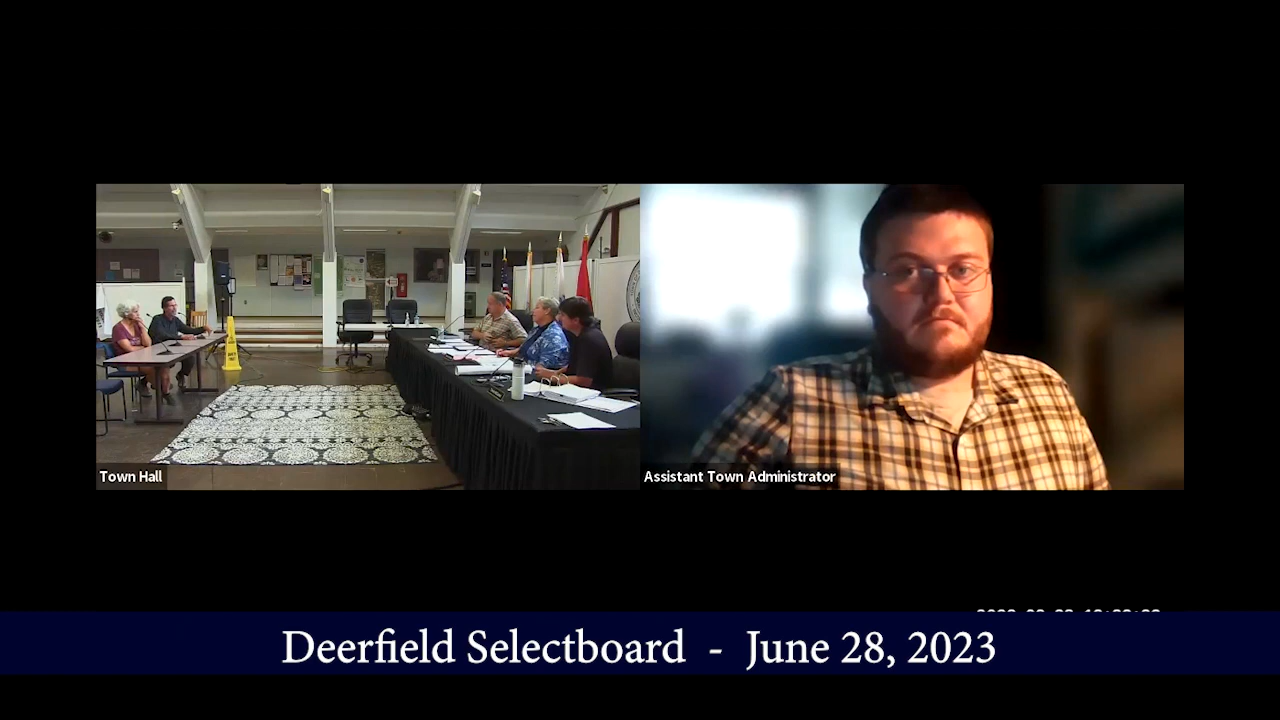 Town Hall
Assistant Town Administrator
Deerfield Selectboard - June 28, 2023